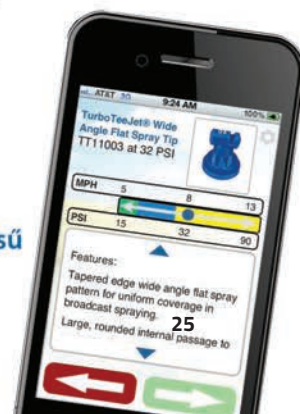 AT&T 3G 9:24 AM 100%
TurboTeeJet® Wide
Angle Flat Spray Tip
TT11003 at 32 PSI
MPH 5 8 13
PSI 15 32 90
sű
Features:
Tapered edge wide angle flat spray
pattern for uniform coverage in
broadcast spraying.
25
Large, rounded internal passage to